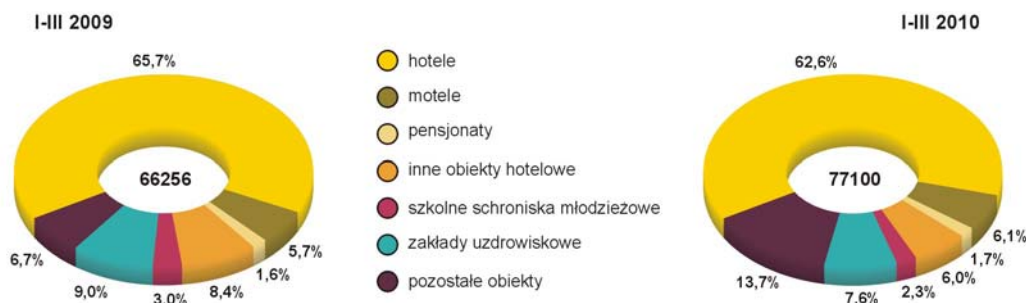 I-III 2009
65,7%
66256
5,7%
1,6%
8,4%
3,0%
9,0%
6,7%
hotele
motele
pensjonaty
inne obiekty hotelowe
szkolne schroniska młodzieżowe
zakłady uzdrowiskowe
pozostałe obiekty
I-III 2010
62,6%
77100
6,1%
1,7%
6,0%
2,3%
7,6%
13,7%